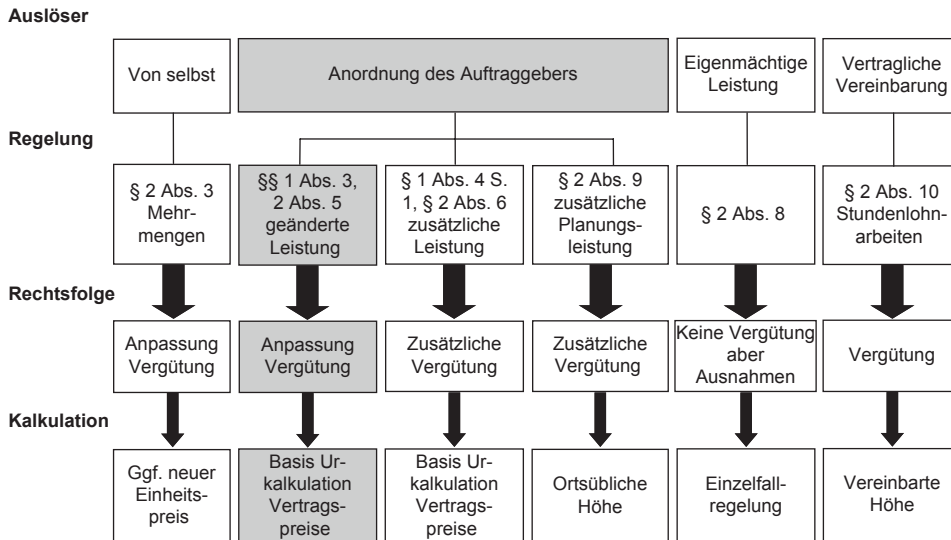 Auslöser
Von selbst
Anordnung des Auftraggebers
Eigenmächtige
Leistung
Vertragliche
Vereinbarung
Regelung
§ 2 Abs. 3
Mehr-
mengen
§§ 1 Abs. 3,
2 Abs. 5
geänderte
Leistung
§ 1 Abs. 4 S.
1, § 2 Abs. 6
zusätzliche
Leistung
§ 2 Abs. 9
zusätzliche
Planungs-
leistung
§ 2 Abs. 8
§ 2 Abs. 10
Stundenlohn-
arbeiten
Rechtsfolge
Anpassung
Vergütung
Anpassung
Vergütung
Zusätzliche
Vergütung
Zusätzliche
Vergütung
Keine Vergütung
aber
Ausnahmen
Vergütung
Kalkulation
Ggf. neuer
Einheits-
preis
Basis Ur-
kalkulation
Vertrags-
preise
Basis Ur-
kalkulation
Vertrags-
preise
Ortsübliche
Höhe
Einzelfall-
regelung
Vereinbarte
Höhe